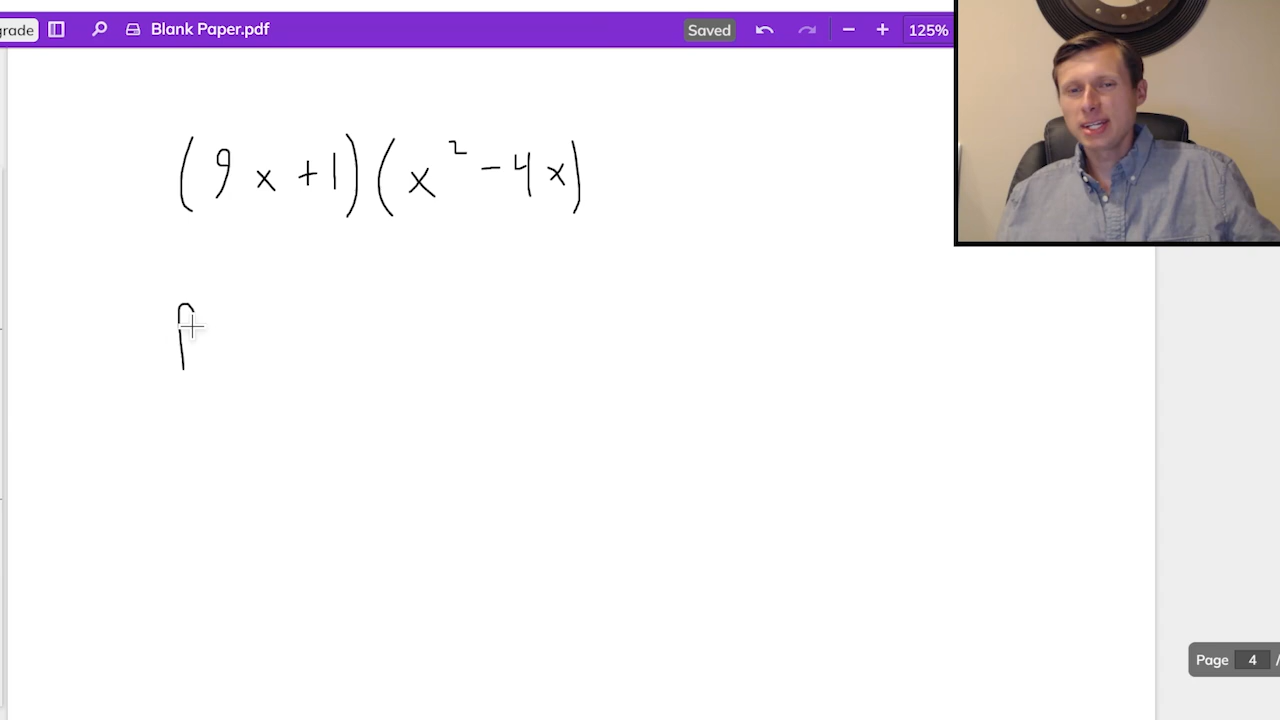 grade
Blank Paper.pdf
Saved
125%
(9x+1)(x²-4x)
Page 4 /